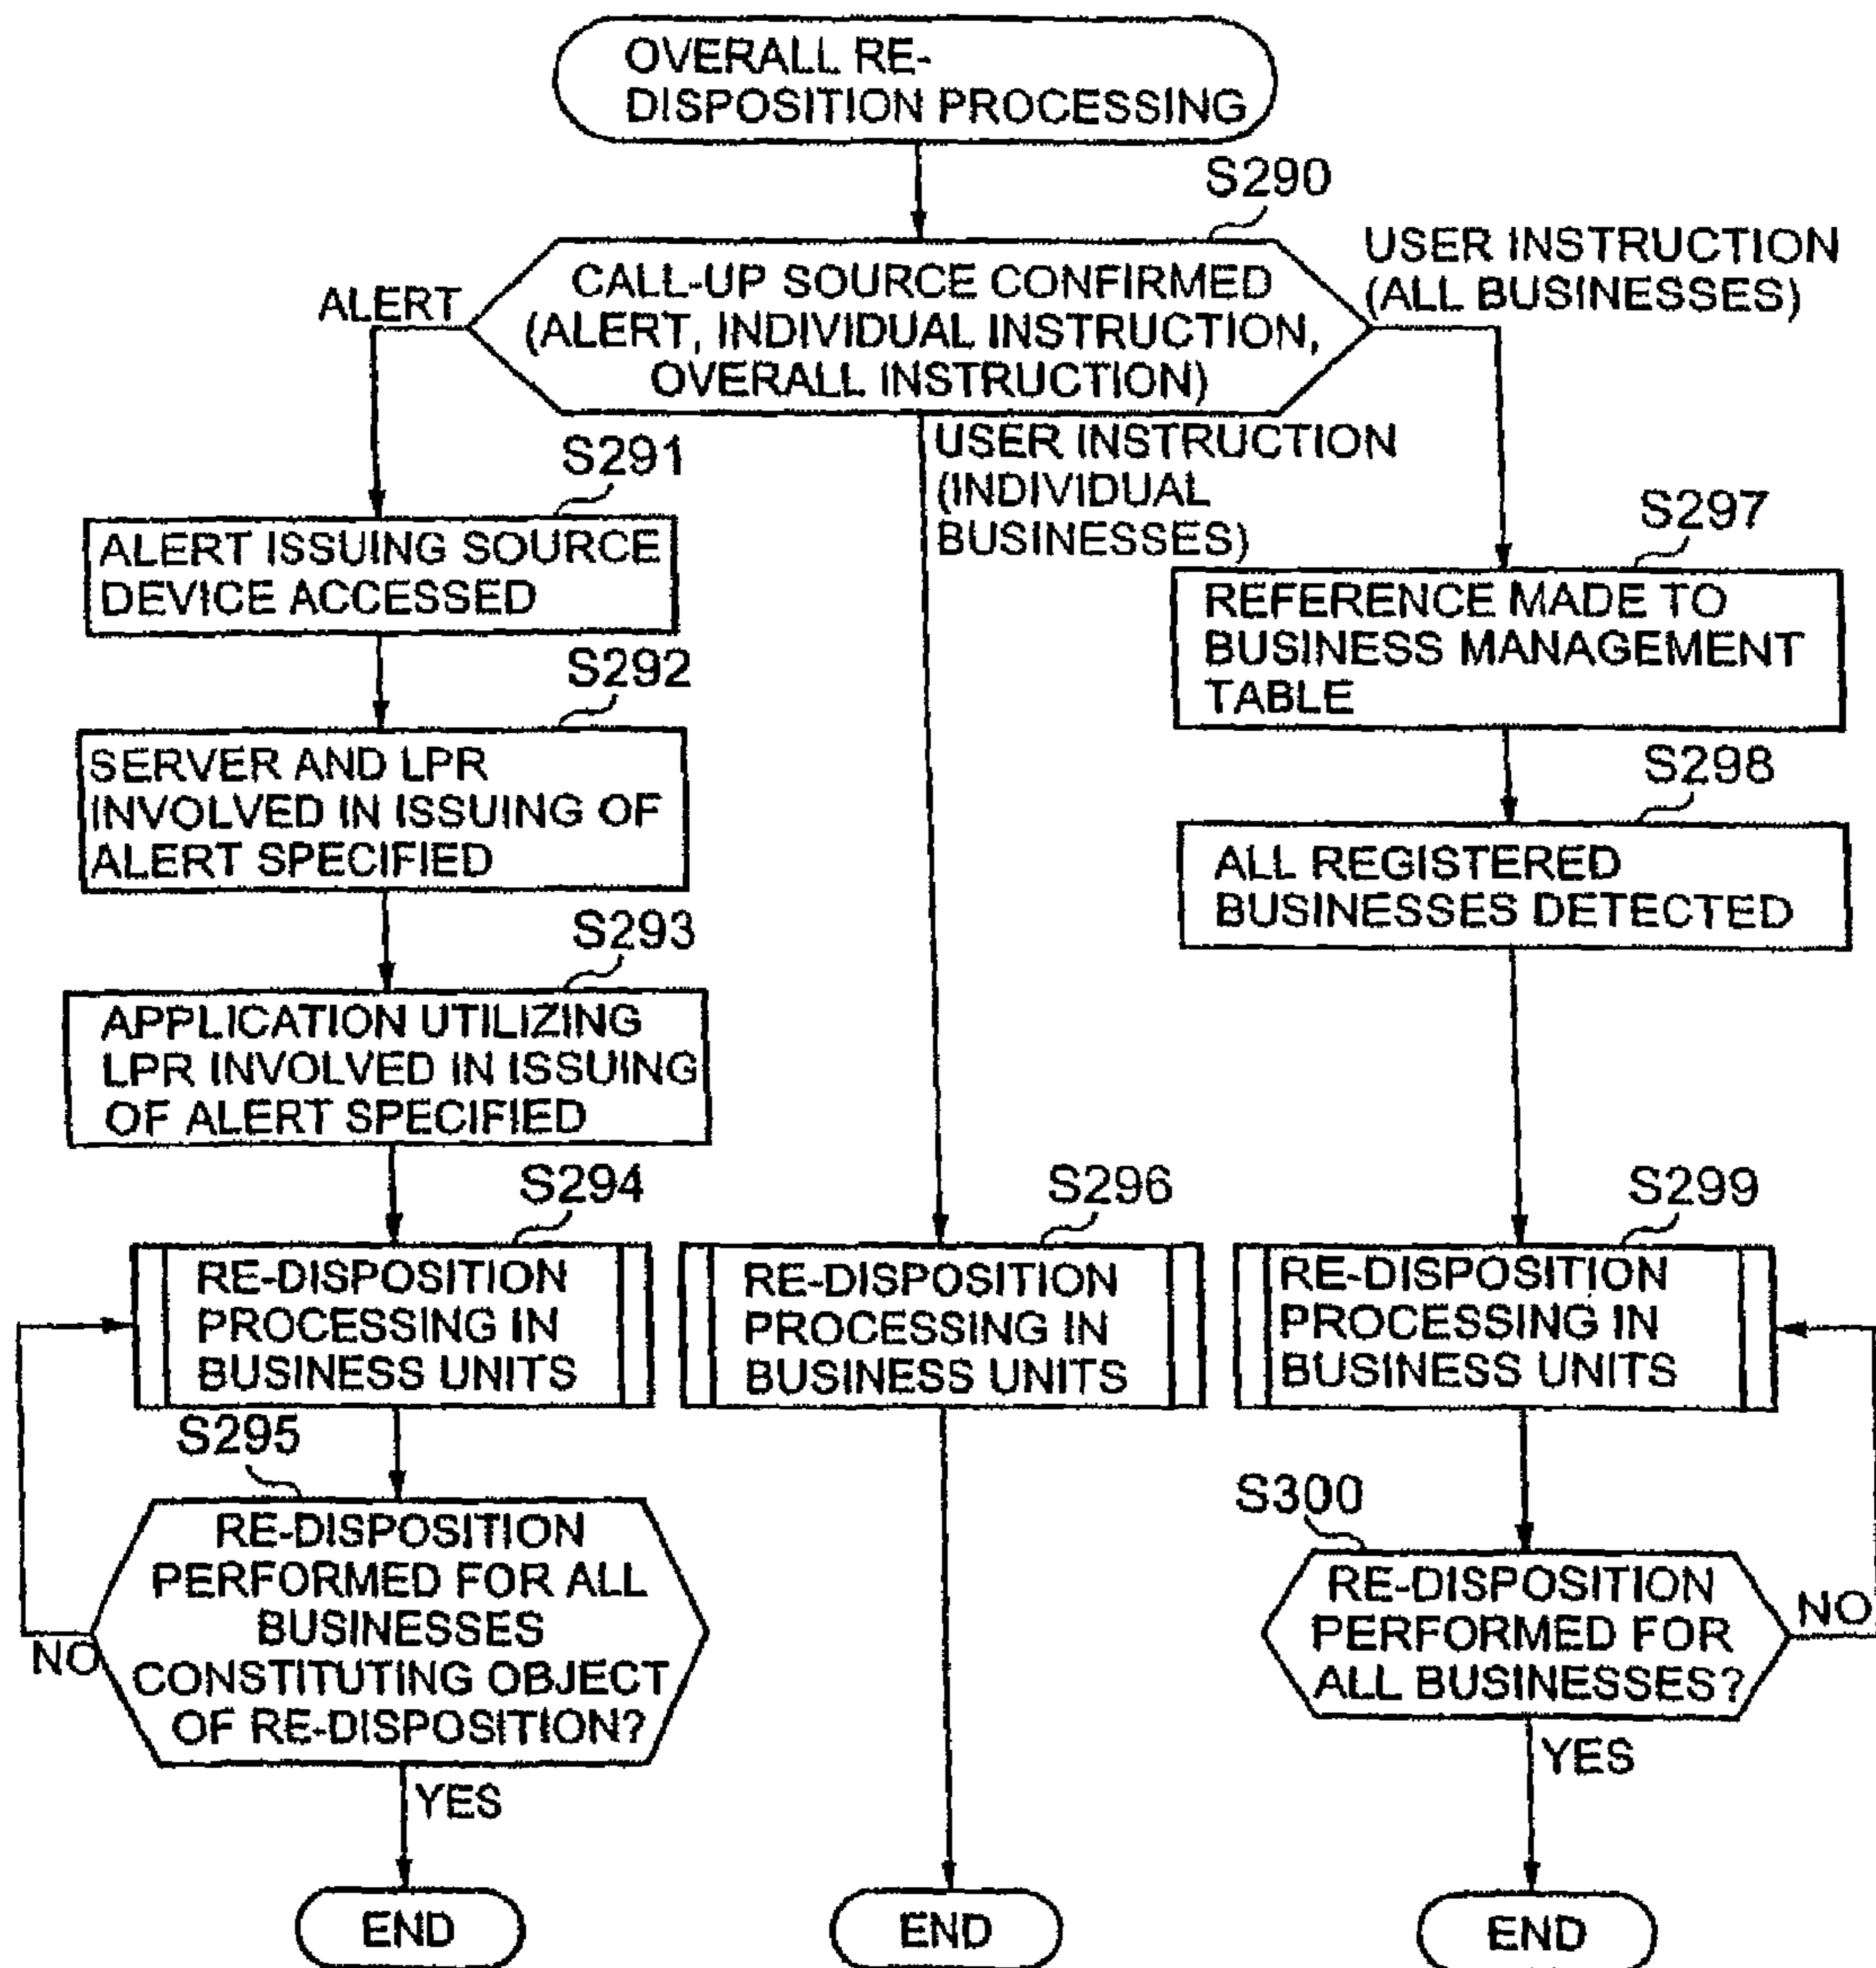 OVERALL RE-
DISPOSITION PROCESSING
S290
CALL-UP SOURCE CONFIRMED
(ALERT, INDIVIDUAL INSTRUCTION,
OVERALL INSTRUCTION)
ALERT
USER INSTRUCTION
(ALL BUSINESSES)
USER INSTRUCTION
(INDIVIDUAL
BUSINESSES)
S291
ALERT ISSUING SOURCE
DEVICE ACCESSED
S292
SERVER AND LPR
INVOLVED IN ISSUING OF
ALERT SPECIFIED
S293
APPLICATION UTILIZING
LPR INVOLVED IN ISSUING
OF ALERT SPECIFIED
S294
RE-DISPOSITION
PROCESSING IN
BUSINESS UNITS
S295
RE-DISPOSITION
PERFORMED FOR ALL
BUSINESSES
CONSTITUTING OBJECT
OF RE-DISPOSITION?
NO
YES
END
S296
RE-DISPOSITION
PROCESSING IN
BUSINESS UNITS
END
S297
REFERENCE MADE TO
BUSINESS MANAGEMENT
TABLE
S298
ALL REGISTERED
BUSINESSES DETECTED
S299
RE-DISPOSITION
PROCESSING IN
BUSINESS UNITS
S300
RE-DISPOSITION
PERFORMED FOR
ALL BUSINESSES?
NO
YES
END